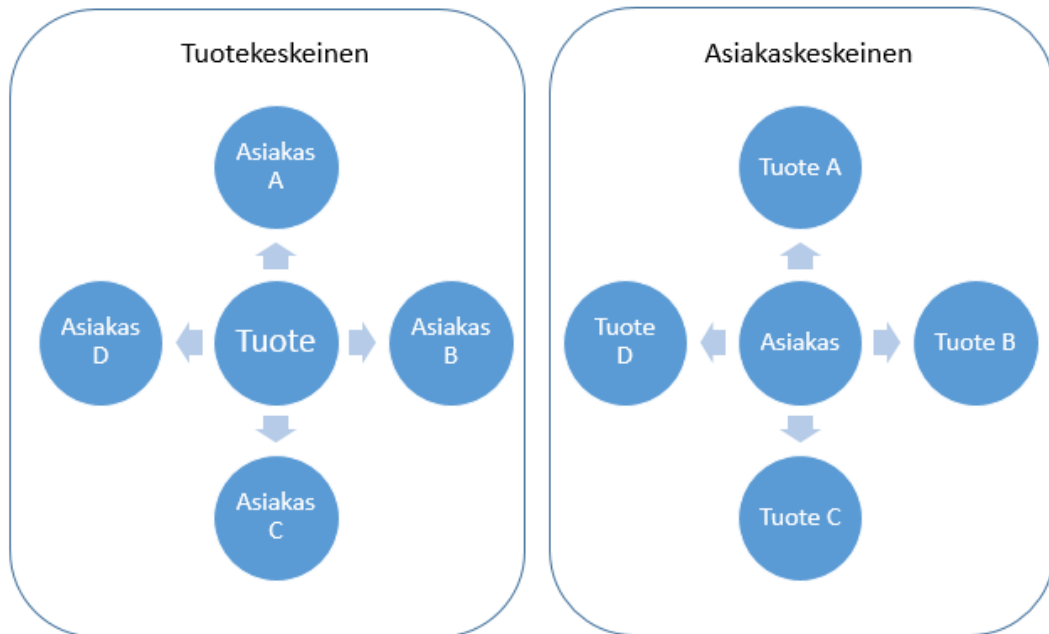 Tuotekeskeinen
Asiakas
A
Asiakas
D
Tuote
Asiakas
B
Asiakas
C
Asiakaskeskeinen
Tuote A
Tuote
D
Asiakas
Tuote B
Tuote C